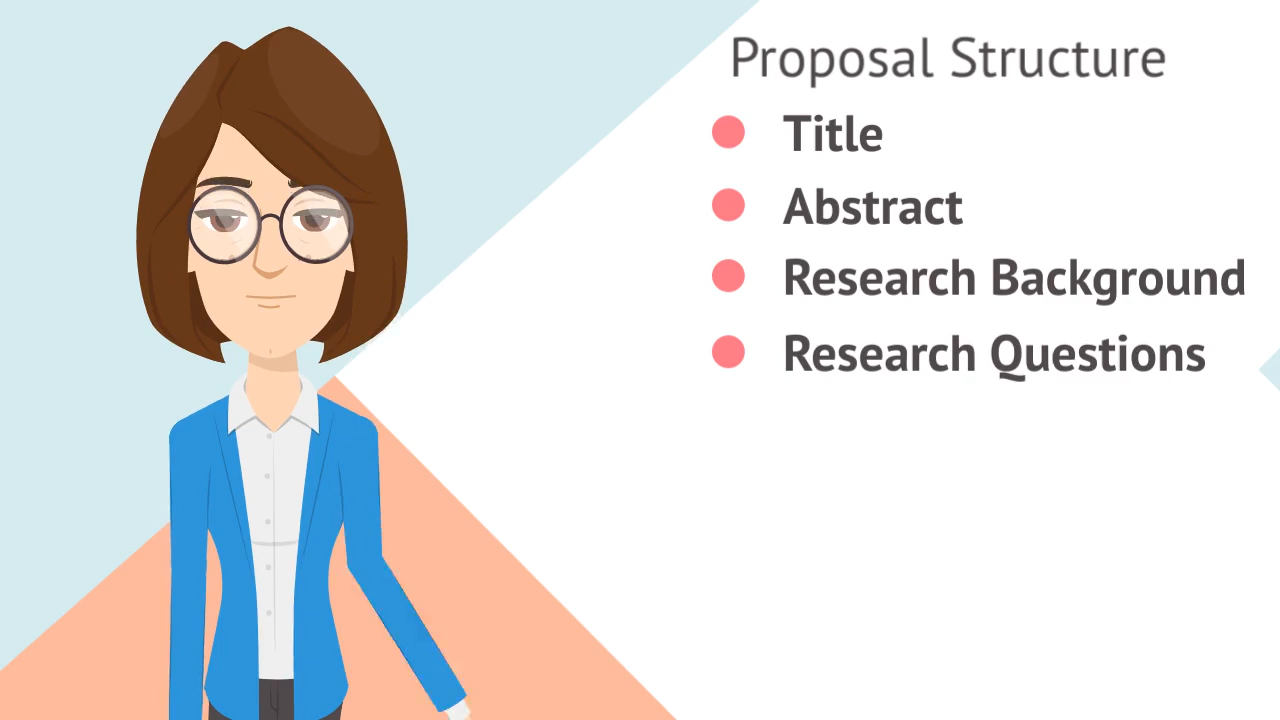 Proposal Structure
Title
Abstract
Research Background
Research Questions